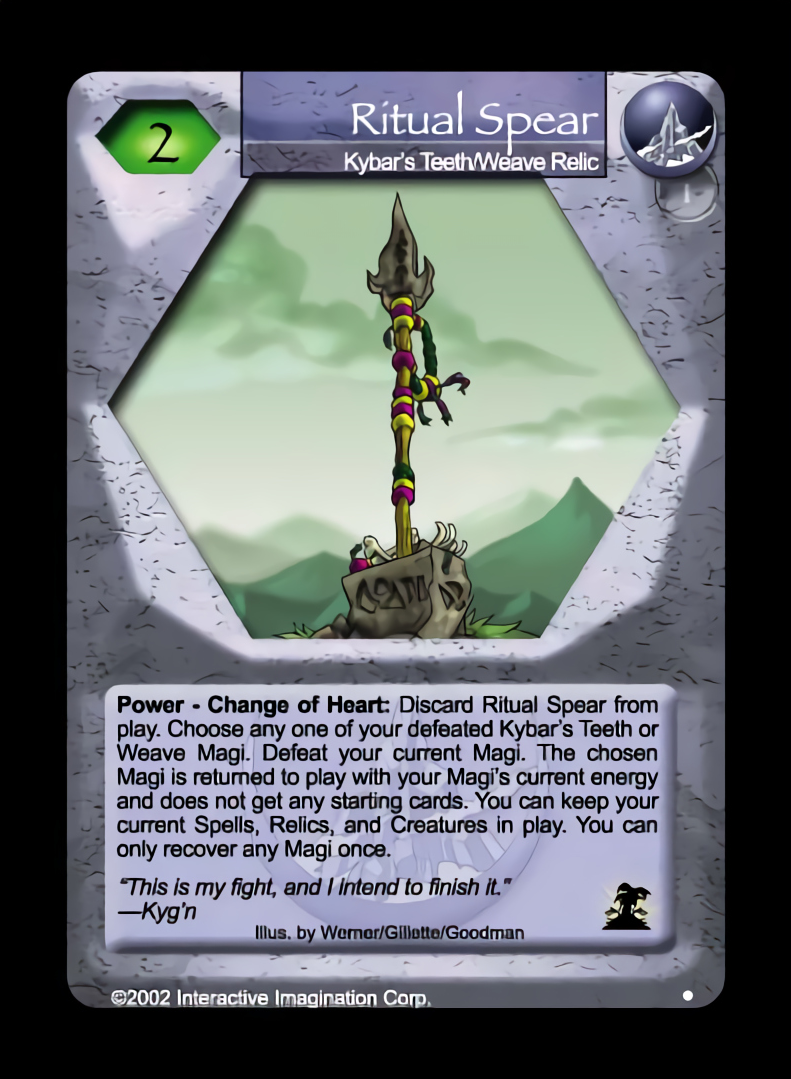 2
Ritual Spear
Kybar's Teeth/Weave Relic
Power - Change of Heart: Discard Ritual Spear from
play. Choose any one of your defeated Kybar's Teeth or
Weave Magi. Defeat your current Magi. The chosen
Magi is returned to play with your Magi's current energy
and does not get any starting cards. You can keep your
current Spells, Relics, and Creatures in play. You can
only recover any Magi once.
"This is my fight, and I intend to finish it."
—Kyg'n
Illus. by Werner/Gillette/Goodman
©2002 Interactive Imagination Corp.